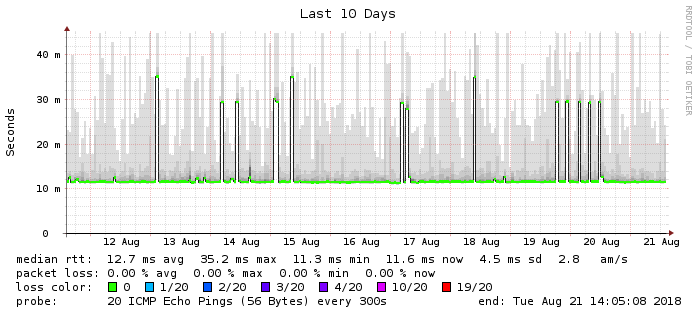 Last 10 Days
RRDTOOL / TOBI OETIKER
Seconds
40 m
30 m
20 m
10 m
0
12 Aug 13 Aug 14 Aug 15 Aug 16 Aug 17 Aug 18 Aug 19 Aug 20 Aug 21 Aug
median rtt: 12.7 ms avg 35.2 ms max 11.3 ms min 11.6 ms now 4.5 ms sd 2.8 am/s
packet loss: 0.00 % avg 0.00 % max 0.00 % min 0.00 % now
loss color: 0 1/20 2/20 3/20 4/20 10/20 19/20
probe: 20 ICMP Echo Pings (56 Bytes) every 300s end: Tue Aug 21 14:05:08 2018